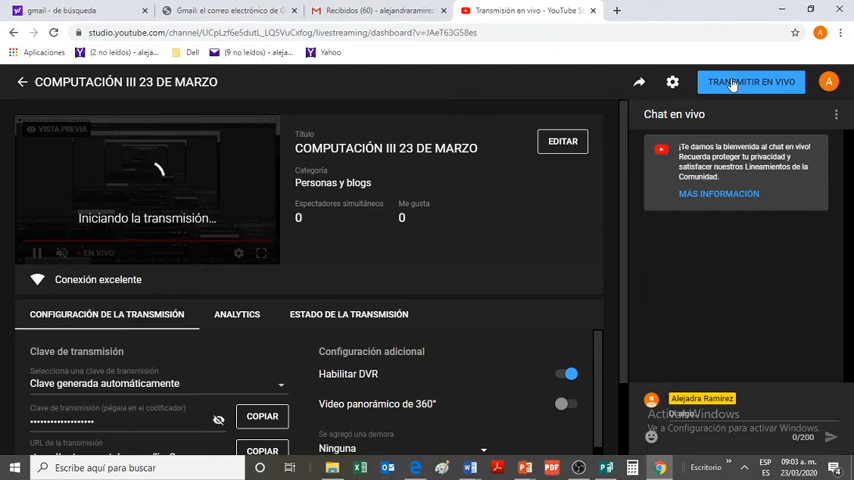 gmail - de búsqueda
Gmail: el correo electrónico de G
Recibidos (60) - alejandraramirez
Transmisión en vivo - YouTube S
studio.youtube.com/channel/UCpLzf6e5dutL_LQ5VuCxfog/livestreaming/dashboard?v=JA6T3G58es
Aplicaciones
(2 no leídos) - aleja...
Dell
(9 no leídos) - aleja...
Yahoo
COMPUTACIÓN III 23 DE MARZO
TRANSMITIR EN VIVO
A
VISTA PREVIA
Iniciando la transmisión...
EN VIVO
Título
COMPUTACIÓN III 23 DE MARZO
EDITAR
Categoría
Personas y blogs
Espectadores simultáneos
Me gusta
0
0
Conexión excelente
CONFIGURACIÓN DE LA TRANSMISIÓN
ANALYTICS
ESTADO DE LA TRANSMISIÓN
Clave de transmisión
Selecciona una clave de transmisión
Clave generada automáticamente
Clave de transmisión (pégala en el codificador)
••••••••••••••••••••
COPIAR
URL de la transmisión
COPIAR
Configuración adicional
Habilitar DVR
Video panorámico de 360°
Se agregó una demora
Ninguna
Chat en vivo
¡Te damos la bienvenida al chat en vivo!
Recuerda proteger tu privacidad y
satisfacer nuestros Lineamientos de la
Comunidad.
MÁS INFORMACIÓN
Alejadra Ramirez
Di algo...
Activar Windows
Ve a Configuración para activar Windows.
0/200
Escribe aquí para buscar
Escritorio
ESP
ES
09:03 a. m.
23/03/2020
4